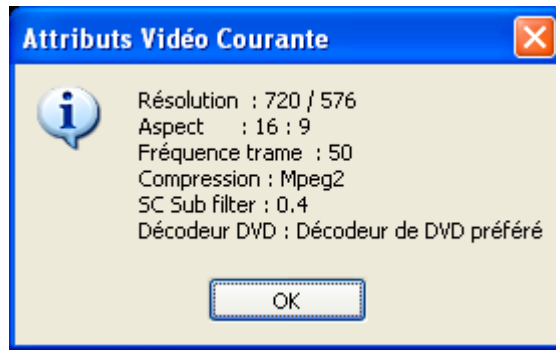 Attributs Vidéo Courante
Résolution : 720 / 576
Aspect : 16 : 9
Fréquence trame : 50
Compression : Mpeg2
SC Sub filter : 0.4
Décodeur DVD : Décodeur de DVD préféré
OK